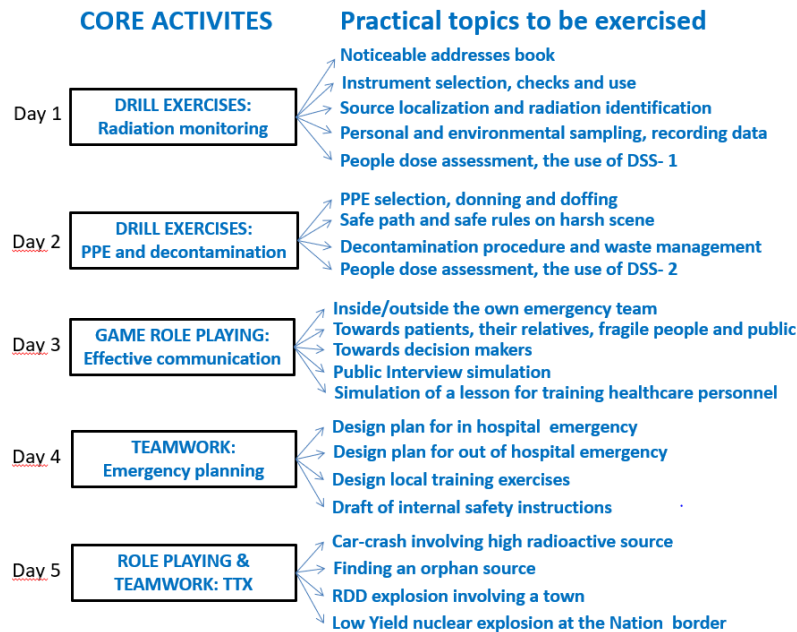 CORE ACTIVITES
Practical topics to be exercised
Day 1
DRILL EXERCISES:
Radiation monitoring
Noticeable addresses book
Instrument selection, checks and use
Source localization and radiation identification
Personal and environmental sampling, recording data
People dose assessment, the use of DSS- 1
Day 2
DRILL EXERCISES:
PPE and decontamination
PPE selection, donning and doffing
Safe path and safe rules on harsh scene
Decontamination procedure and waste management
People dose assessment, the use of DSS- 2
Day 3
GAME ROLE PLAYING:
Effective communication
Inside/outside the own emergency team
Towards patients, their relatives, fragile people and public
Towards decision makers
Public Interview simulation
Simulation of a lesson for training healthcare personnel
Day 4
TEAMWORK:
Emergency planning
Design plan for in hospital emergency
Design plan for out of hospital emergency
Design local training exercises
Draft of internal safety instructions
Day 5
ROLE PLAYING &
TEAMWORK: TTX
Car-crash involving high radioactive source
Finding an orphan source
RDD explosion involving a town
Low Yield nuclear explosion at the Nation border